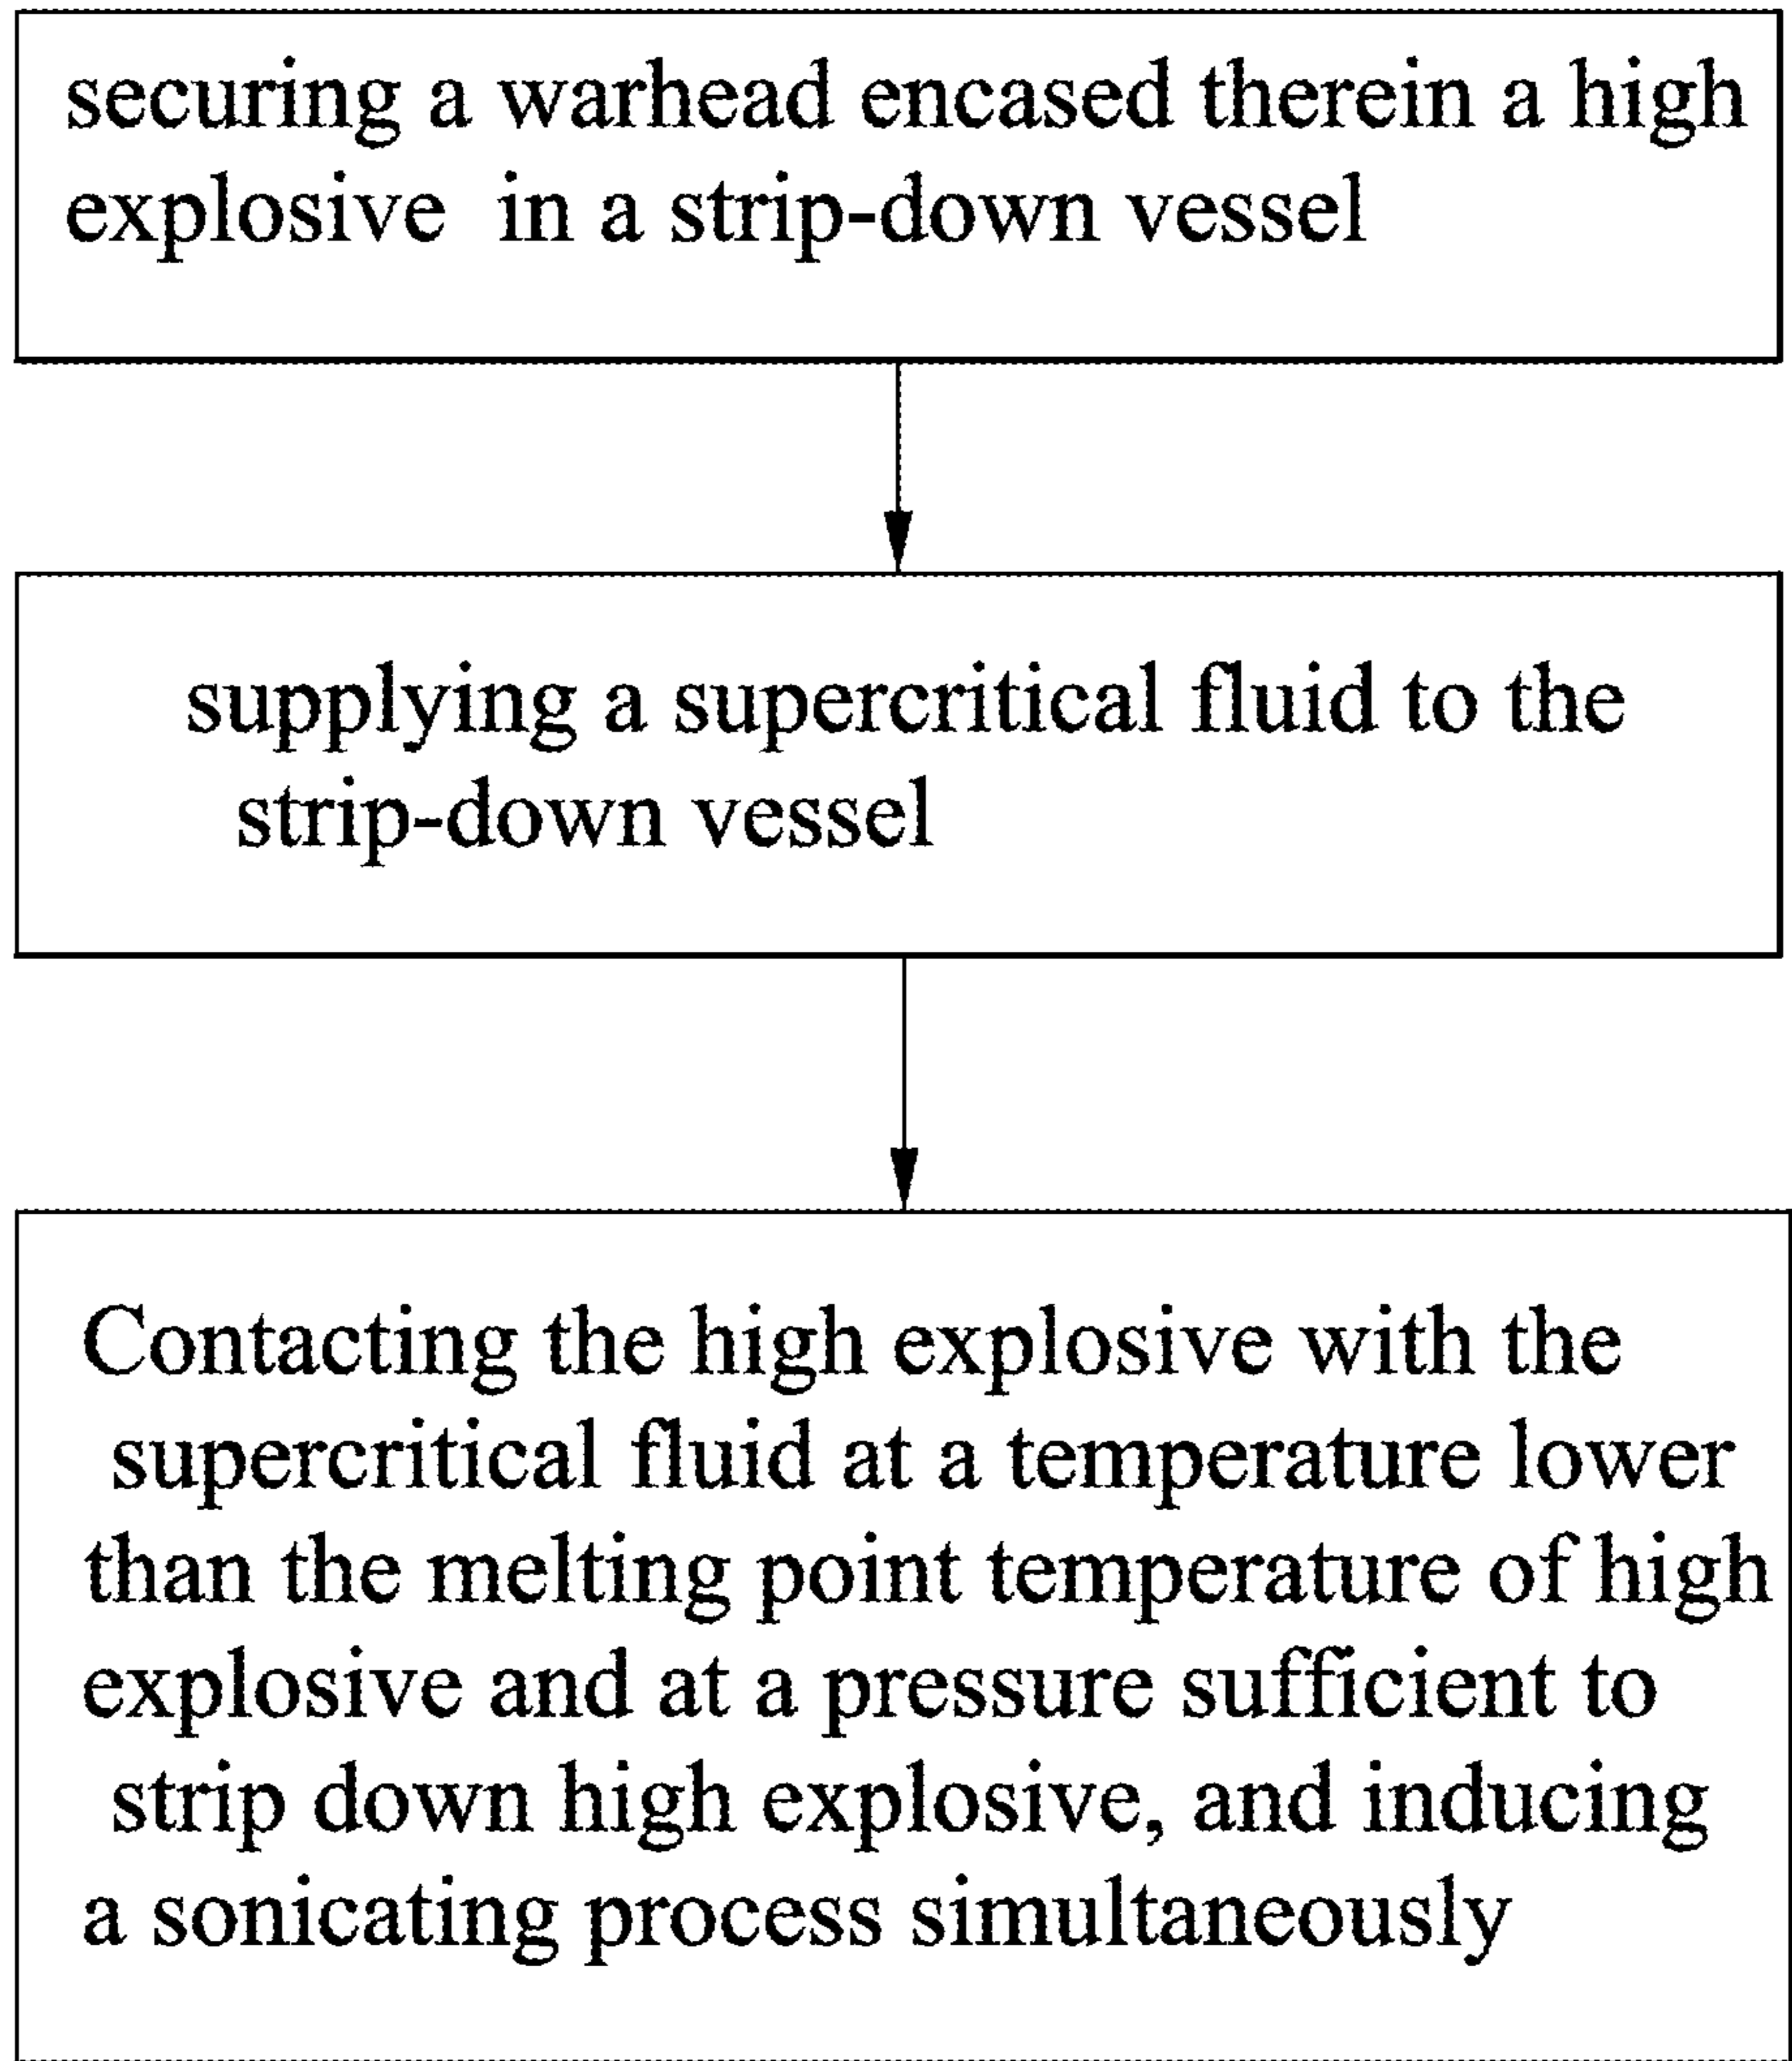 securing a warhead encased therein a high
explosive in a strip-down vessel
supplying a supercritical fluid to the
strip-down vessel
Contacting the high explosive with the
supercritical fluid at a temperature lower
than the melting point temperature of high
explosive and at a pressure sufficient to
strip down high explosive, and inducing
a sonicating process simultaneously